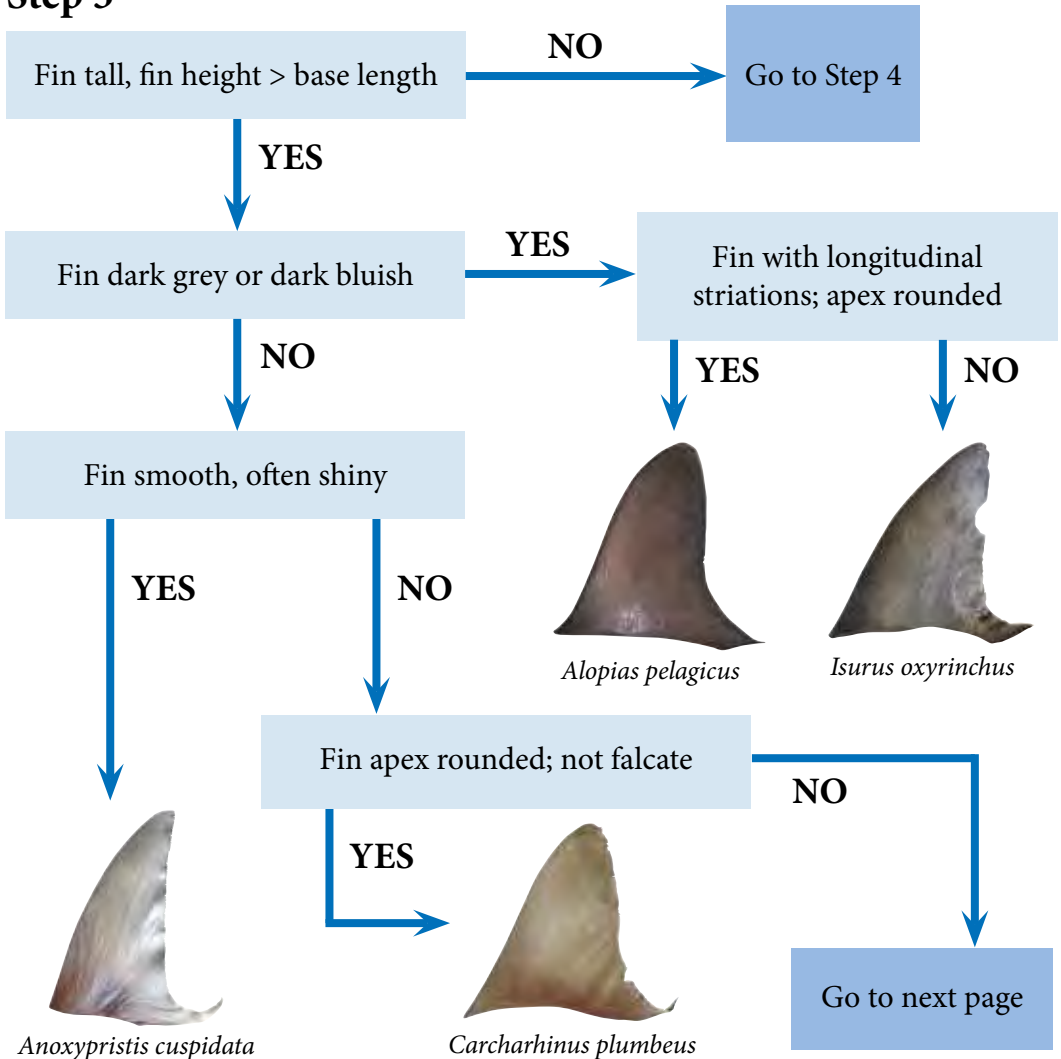 Fin tall, fin height > base length
NO
Go to Step 4
YES
Fin dark grey or dark bluish
YES
Fin with longitudinal
striations; apex rounded
NO
YES
NO
Fin smooth, often shiny
YES
NO
Alopias pelagicus
Isurus oxyrinchus
Fin apex rounded; not falcate
NO
YES
Go to next page
Anoxypristis cuspidata
Carcharhinus plumbeus